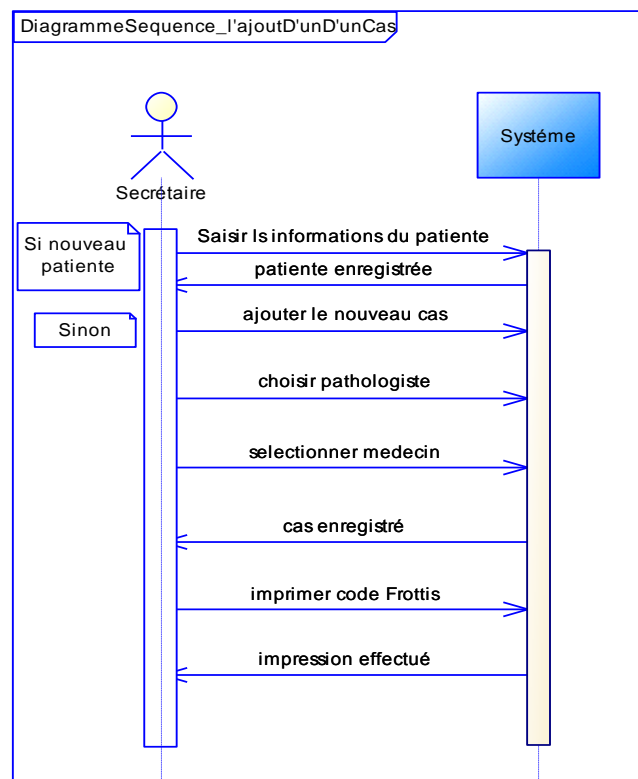 DiagrammeSequence_l'ajoutD'unD'unCas
Systéme
Secrétaire
Si nouveau
patiente
Saisir ls informations du patiente
patiente enregistrée
Sinon
ajouter le nouveau cas
choisir pathologiste
selectionner medecin
cas enregistré
imprimer code Frottis
impression effectué